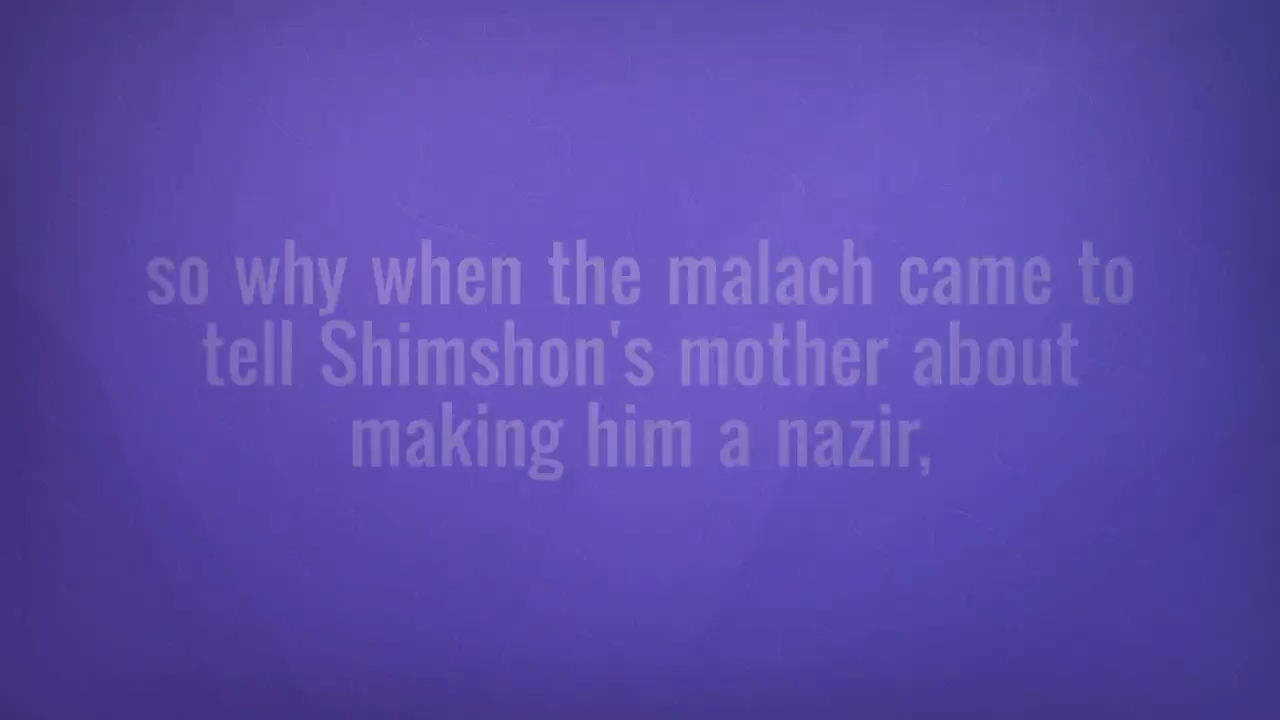 so why when the malach came to
tell Shimshon's mother about
making him a nazir,